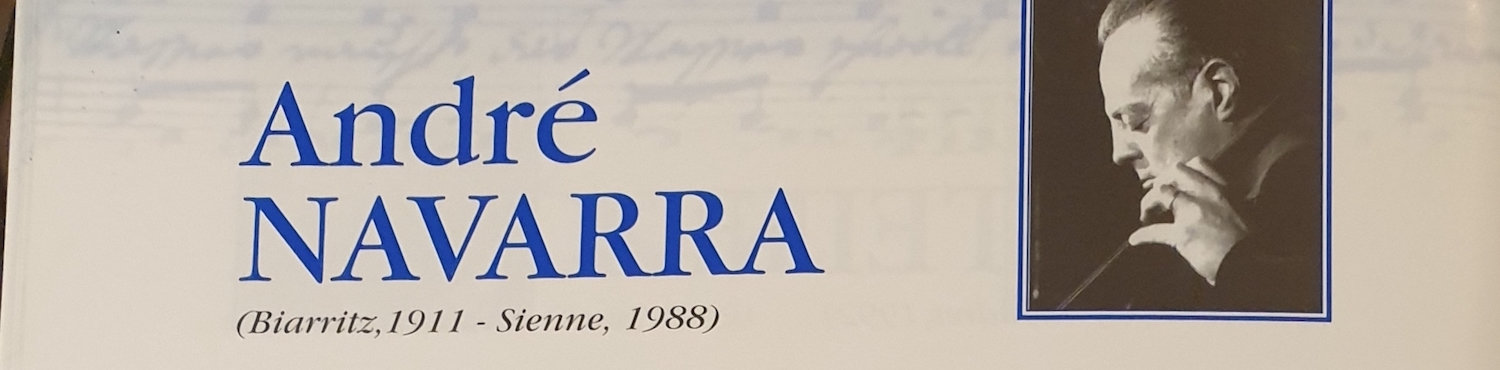 André
NAVARRA
(Biarritz,1911 - Sienne, 1988)